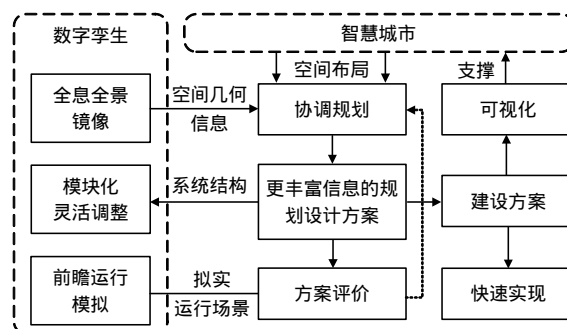 数字孪生
智慧城市
空间布局
支撑
全息全景
镜像
空间几何
信息
协调规划
可视化
模块化
灵活调整
系统结构
更丰富信息的规
划设计方案
建设方案
前瞻运行
模拟
拟实
运行场景
方案评价
快速实现